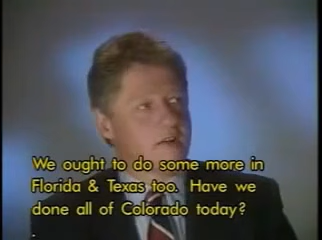 We ought to do some more in
Florida & Texas too.  Have we
done all of Colorado today?